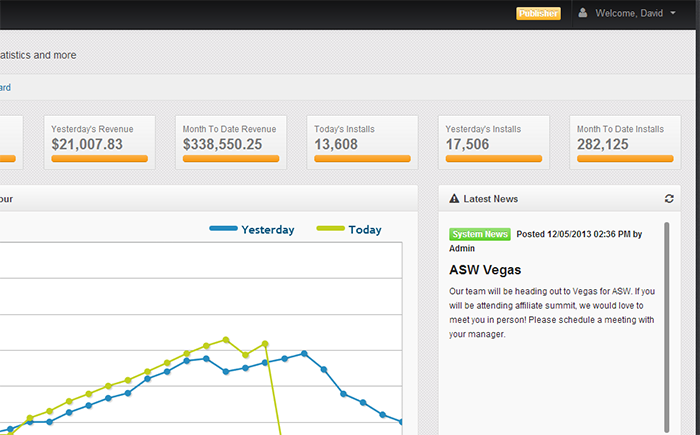 Publisher
Welcome, David
atistics and more
ard
Yesterday's Revenue
$21,007.83
Month To Date Revenue
$338,550.25
Today's Installs
13,608
Yesterday's Installs
17,506
Month To Date Installs
282,125
our
Yesterday
Today
Latest News
System News Posted 12/05/2013 02:36 PM by
Admin
ASW Vegas
Our team will be heading out to Vegas for ASW. If you
will be attending affiliate summit, we would love to
meet you in person! Please schedule a meeting with
your manager.